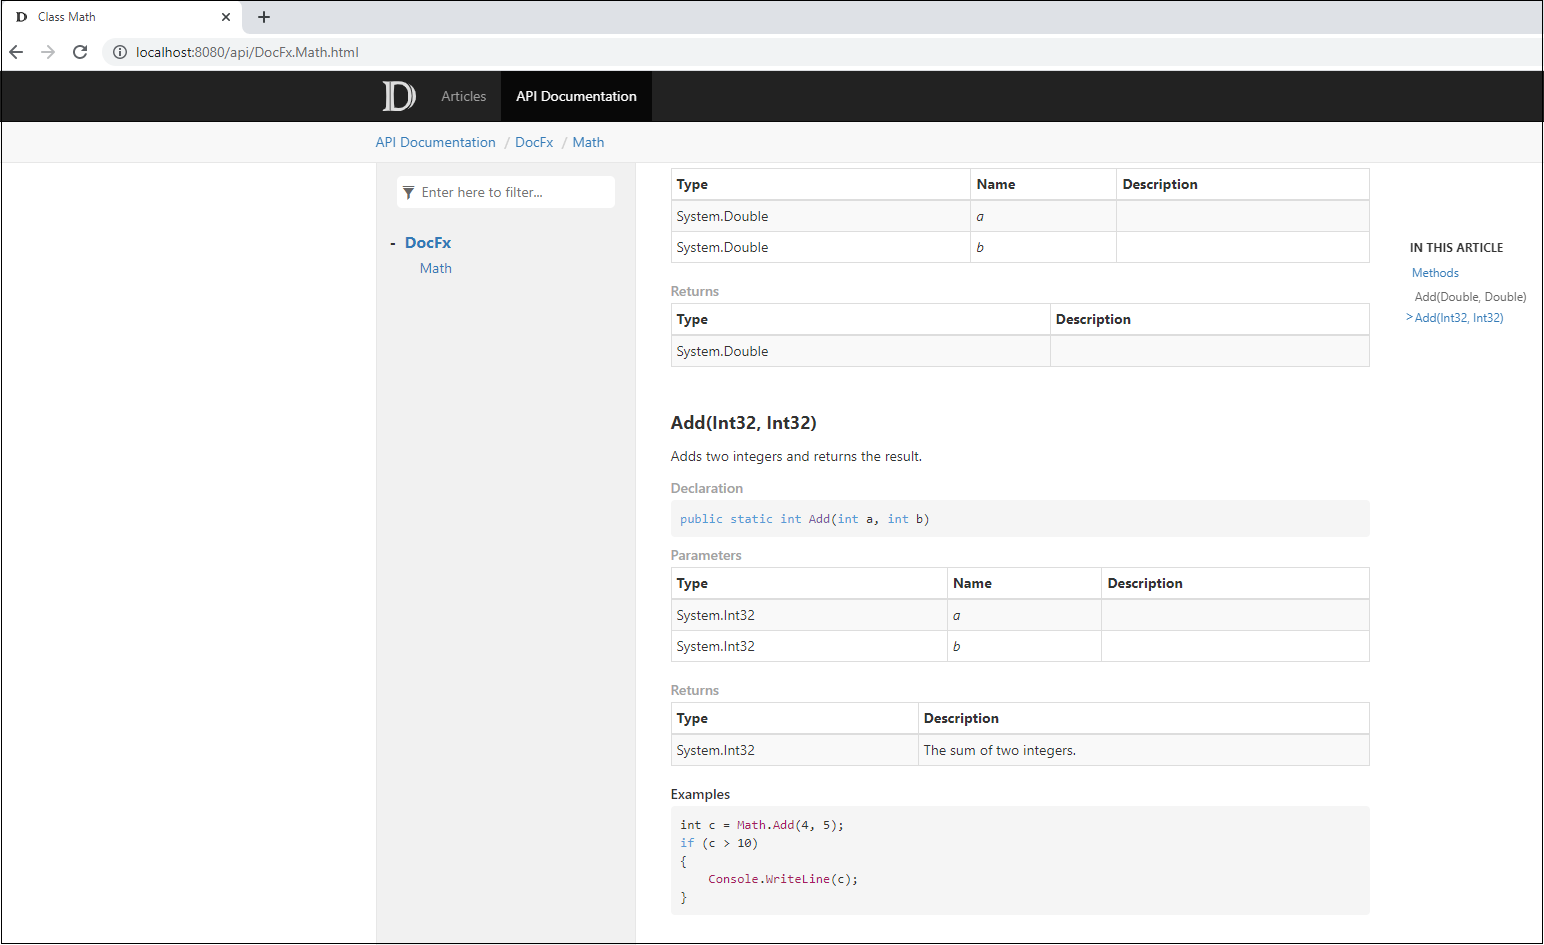 Class Math
localhost:8080/api/DocFx.Math.html
D Articles API Documentation
API Documentation / DocFx / Math
Enter here to filter...
- DocFx
Math
Type Name Description
System.Double a
System.Double b
Returns
Type Description
System.Double
Add(Int32, Int32)
Adds two integers and returns the result.
Declaration
public static int Add(int a, int b)
Parameters
Type Name Description
System.Int32 a
System.Int32 b
Returns
Type Description
System.Int32 The sum of two integers.
Examples
int c = Math.Add(4, 5);
if (c > 10)
{
    Console.WriteLine(c);
}
IN THIS ARTICLE
Methods
Add(Double, Double)
>Add(Int32, Int32)